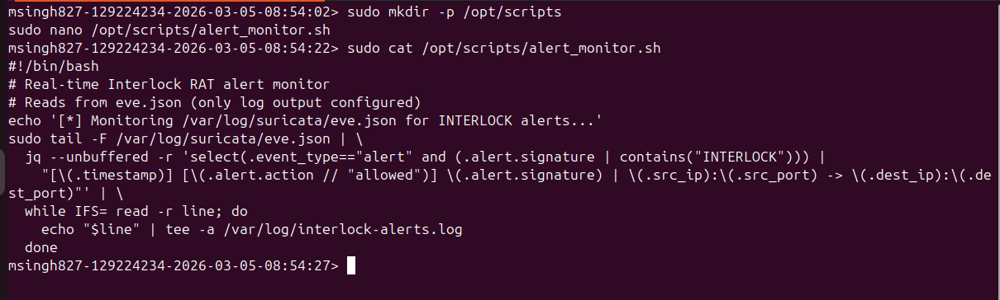 msingh827-129224234-2026-03-05-08:54:02> sudo mkdir -p /opt/scripts
sudo nano /opt/scripts/alert_monitor.sh
msingh827-129224234-2026-03-05-08:54:22> sudo cat /opt/scripts/alert_monitor.sh
#!/bin/bash
# Real-time Interlock RAT alert monitor
# Reads from eve.json (only log output configured)
echo '[*] Monitoring /var/log/suricata/eve.json for INTERLOCK alerts...'
sudo tail -F /var/log/suricata/eve.json | \
  jq --unbuffered -r 'select(.event_type=="alert" and (.alert.signature | contains("INTERLOCK"))) |
    "[\(.timestamp)] [\(.alert.action // "allowed")] \(.alert.signature) | \(.src_ip):\(.src_port) -> \(.dest_ip):\(.de
st_port)"' | \
  while IFS= read -r line; do
    echo "$line" | tee -a /var/log/interlock-alerts.log
  done
msingh827-129224234-2026-03-05-08:54:27>